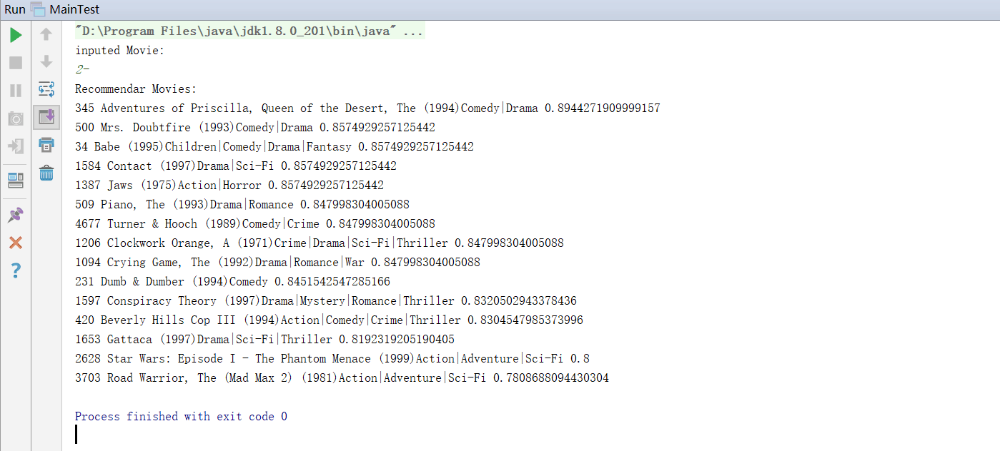 Run MainTest
"D:\Program Files\java\jdk1.8.0_201\bin\java" ...
inputed Movie:
2-
Recommendar Movies:
345 Adventures of Priscilla, Queen of the Desert, The (1994)Comedy|Drama 0.8944271909999157
500 Mrs. Doubtfire (1993)Comedy|Drama 0.8574929257125442
34 Babe (1995)Children|Comedy|Drama|Fantasy 0.8574929257125442
1584 Contact (1997)Drama|Sci-Fi 0.8574929257125442
1387 Jaws (1975)Action|Horror 0.8574929257125442
509 Piano, The (1993)Drama|Romance 0.847998304005088
4677 Turner & Hooch (1989)Comedy|Crime 0.847998304005088
1206 Clockwork Orange, A (1971)Crime|Drama|Sci-Fi|Thriller 0.847998304005088
1094 Crying Game, The (1992)Drama|Romance|War 0.847998304005088
231 Dumb & Dumber (1994)Comedy 0.8451542547285166
1597 Conspiracy Theory (1997)Drama|Mystery|Romance|Thriller 0.8320502943378436
420 Beverly Hills Cop III (1994)Action|Comedy|Crime|Thriller 0.8304547985373996
1653 Gattaca (1997)Drama|Sci-Fi|Thriller 0.8192319205190405
2628 Star Wars: Episode I - The Phantom Menace (1999)Action|Adventure|Sci-Fi 0.8
3703 Road Warrior, The (Mad Max 2) (1981)Action|Adventure|Sci-Fi 0.7808688094430304
Process finished with exit code 0